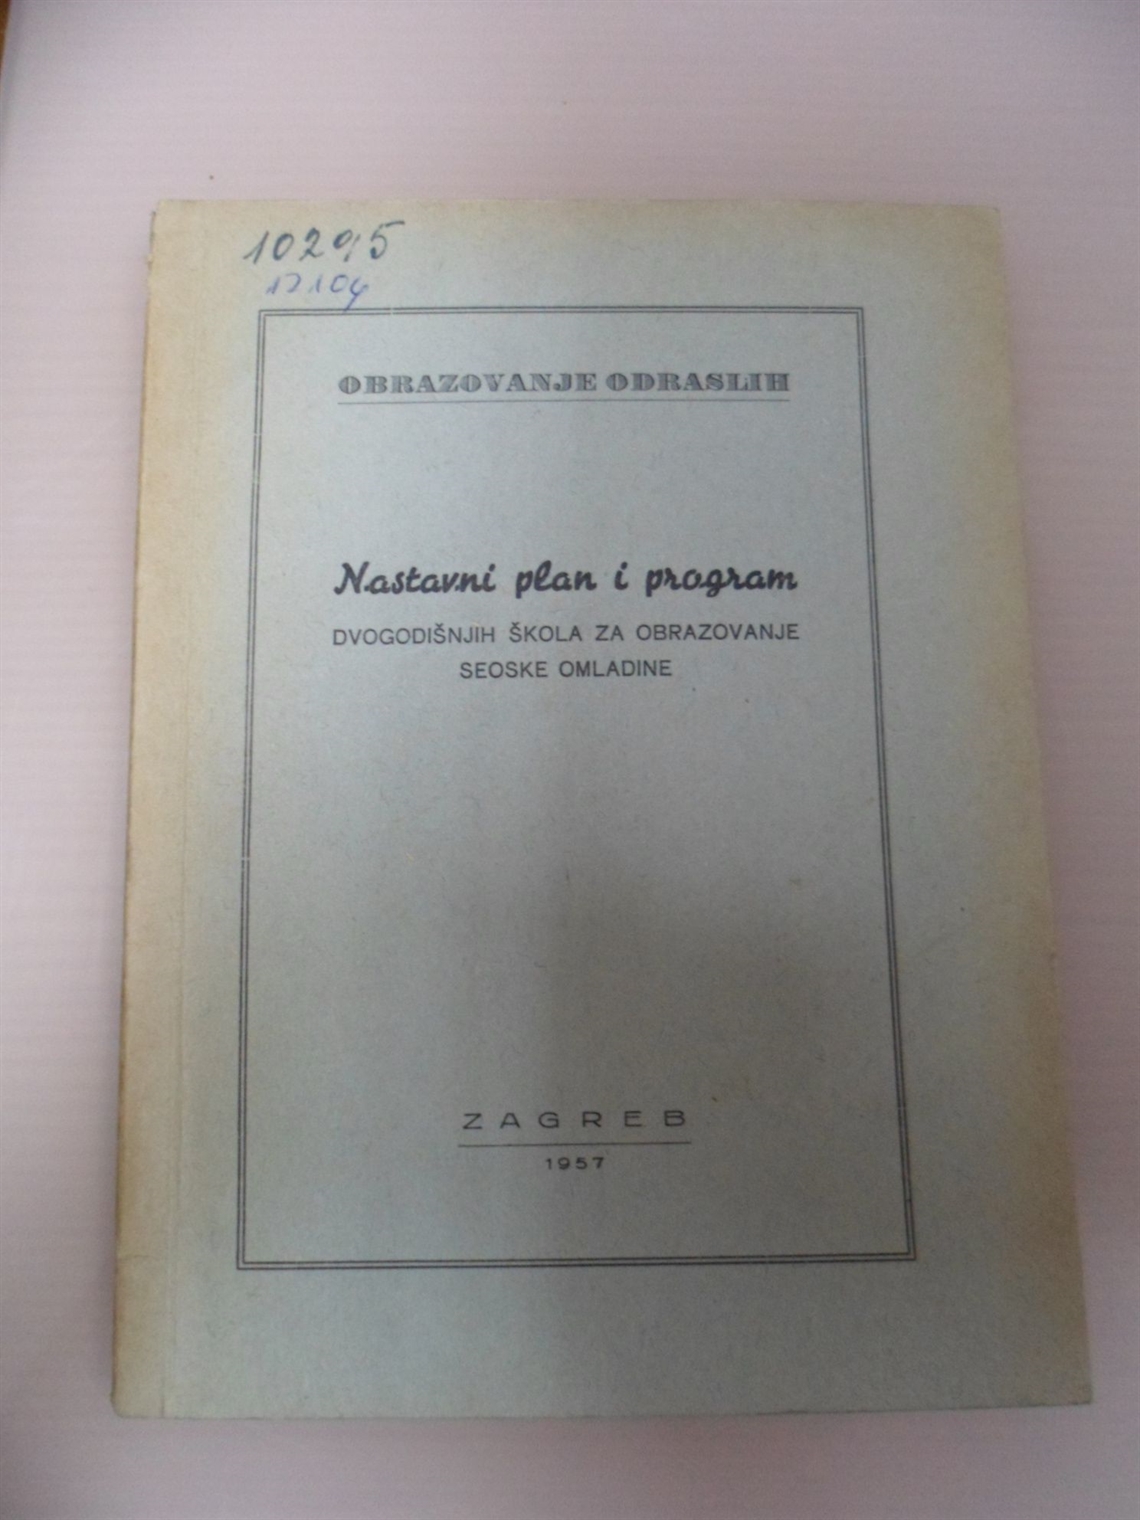 10295
12104
OBRAZOVANJE ODRASLIH
Nastavni plan i program
DVOGODIŠNJIH ŠKOLA ZA OBRAZOVANJE
SEOSKE OMLADINE
ZAGREB
1957